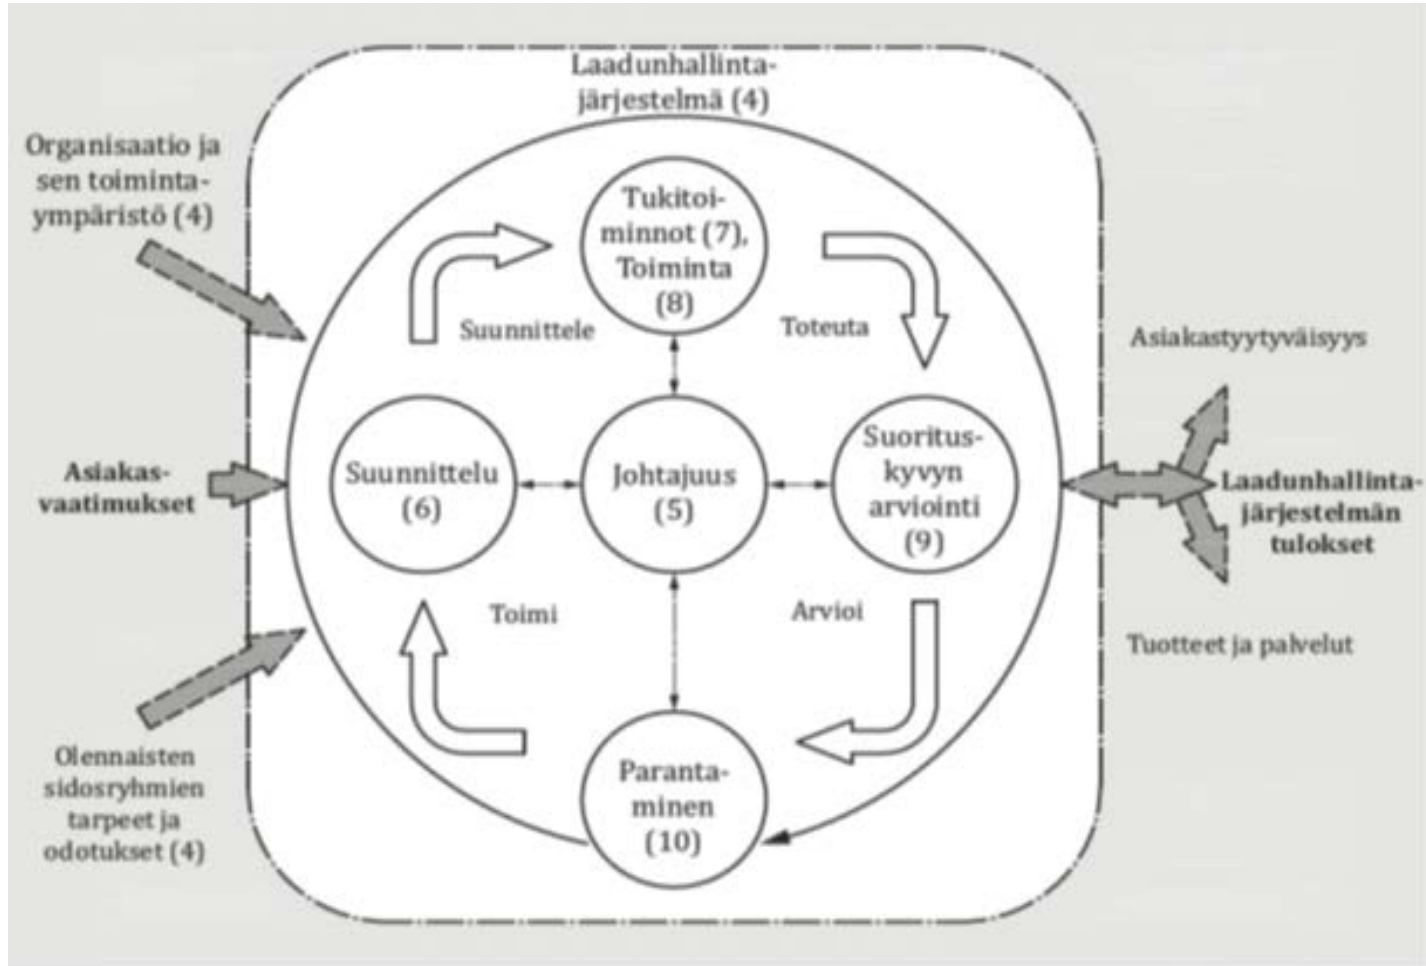 Laadunhallinta-
järjestelmä (4)
Organisaatio ja
sen toiminta-
ympäristö (4)
Tukitoi-
minnot (7),
Toiminta
(8)
Suunnittele
Toteuta
Asiakastyytyväisyys
Asiakas-
vaatimukset
Suunnittelu
(6)
Johtajuus
(5)
Suoritus-
kyvyn
arviointi
(9)
Laadunhallinta-
järjestelmän
tulokset
Toimi
Arvioi
Tuotteet ja palvelut
Olennaisten
sidosryhmien
tarpeet ja
odotukset (4)
Paranta-
minen
(10)